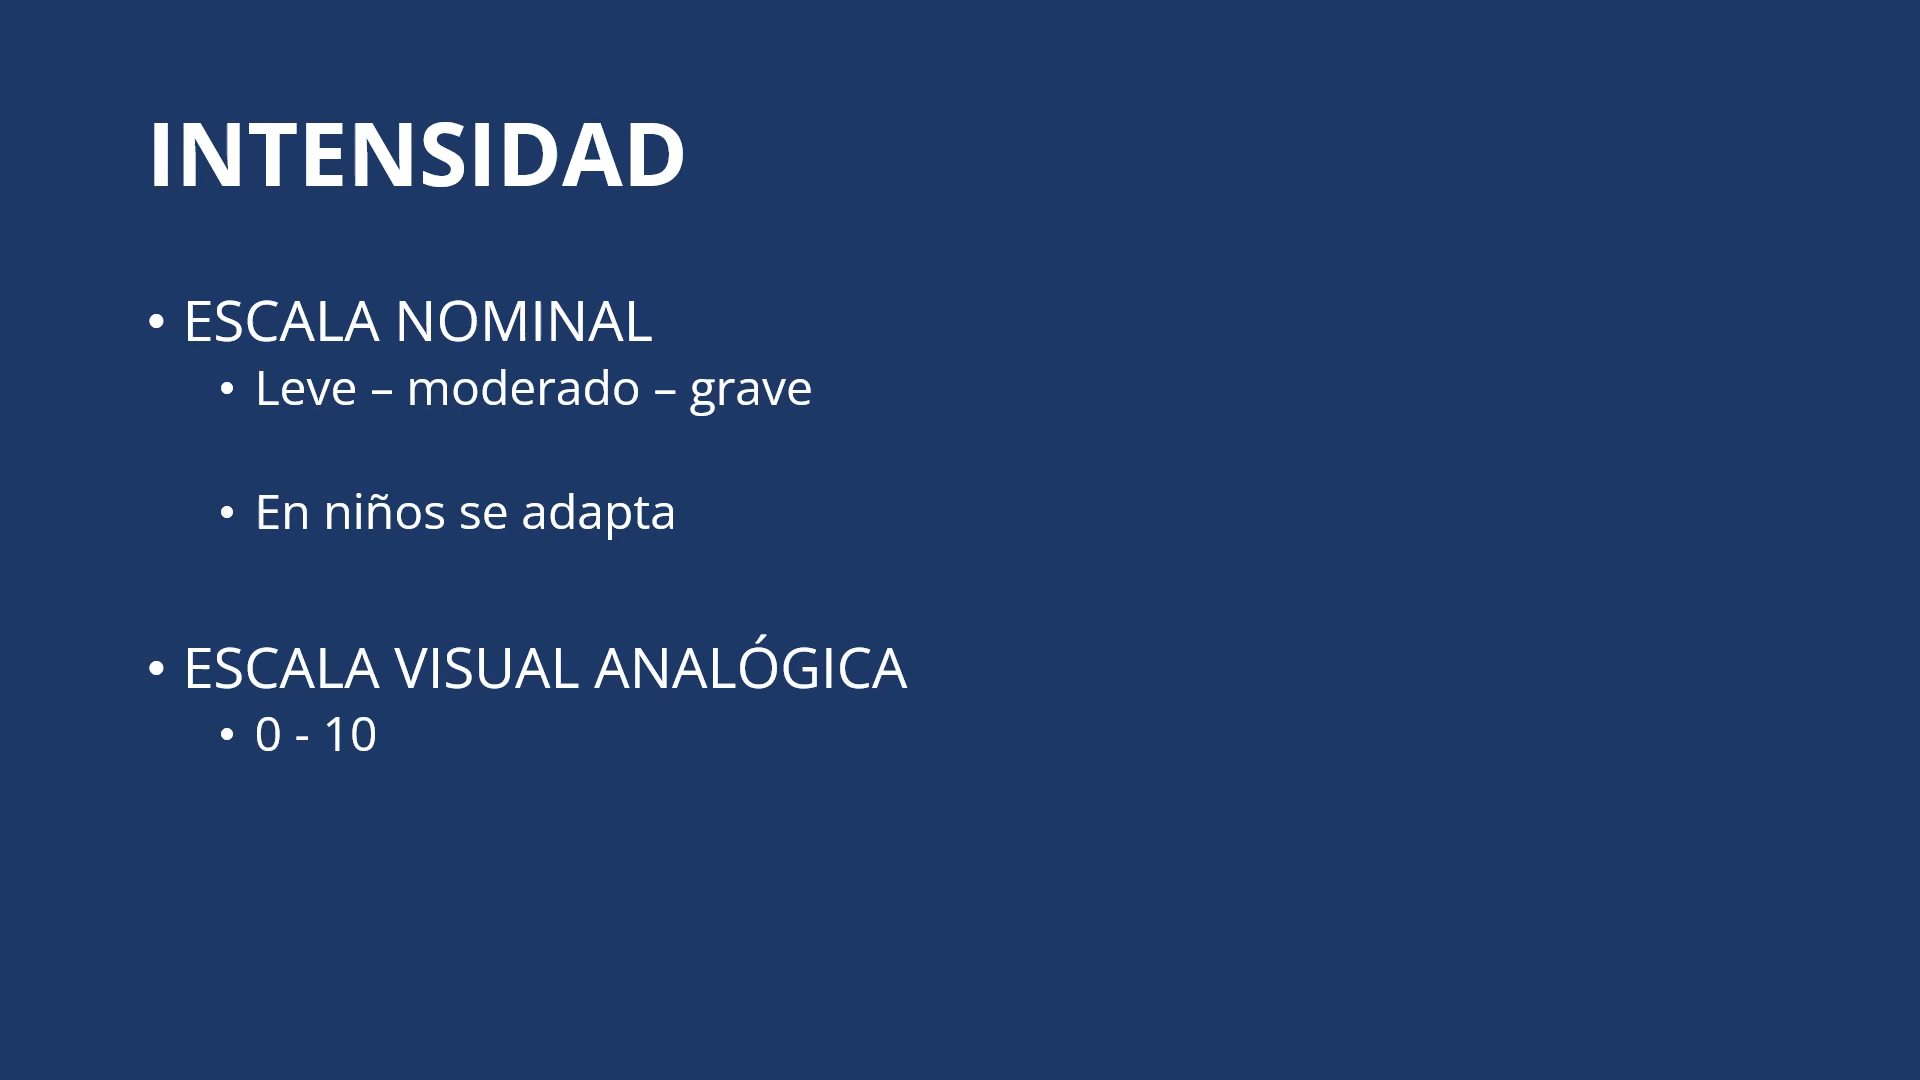 INTENSIDAD
• ESCALA NOMINAL
• Leve – moderado – grave
• En niños se adapta
• ESCALA VISUAL ANALÓGICA
• 0 - 10